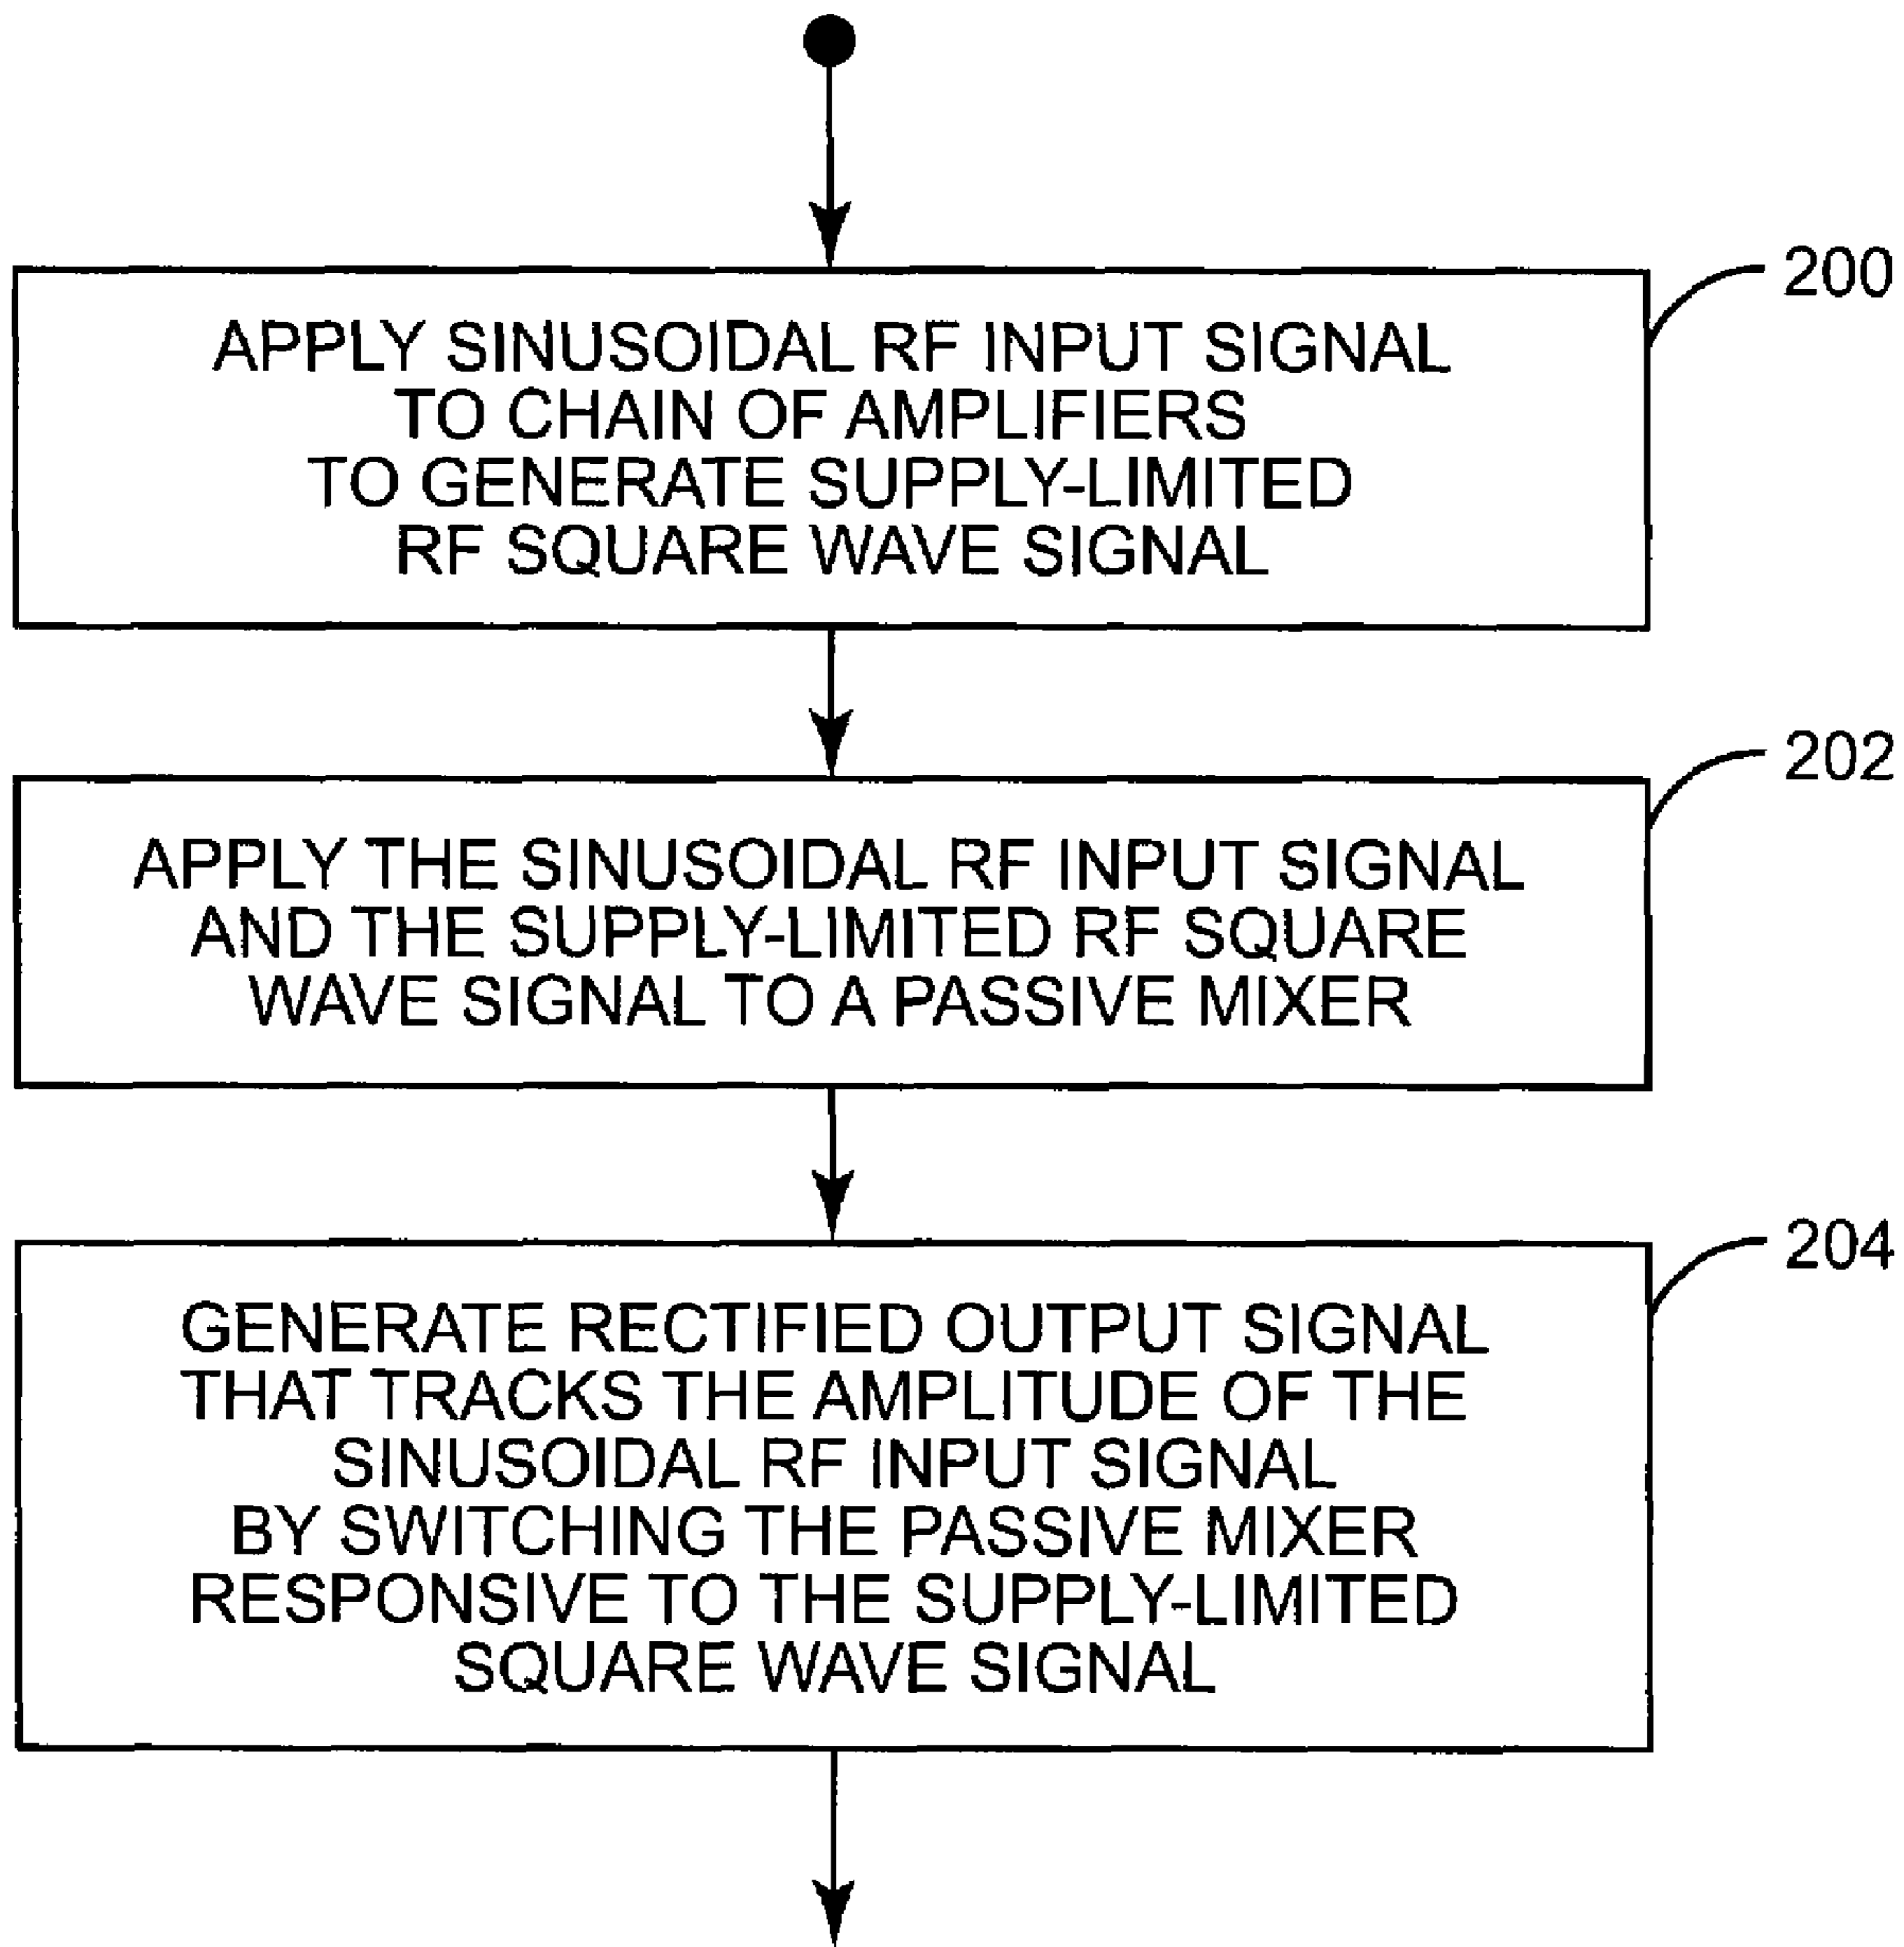 200
APPLY SINUSOIDAL RF INPUT SIGNAL
TO CHAIN OF AMPLIFIERS
TO GENERATE SUPPLY-LIMITED
RF SQUARE WAVE SIGNAL
202
APPLY THE SINUSOIDAL RF INPUT SIGNAL
AND THE SUPPLY-LIMITED RF SQUARE
WAVE SIGNAL TO A PASSIVE MIXER
204
GENERATE RECTIFIED OUTPUT SIGNAL
THAT TRACKS THE AMPLITUDE OF THE
SINUSOIDAL RF INPUT SIGNAL
BY SWITCHING THE PASSIVE MIXER
RESPONSIVE TO THE SUPPLY-LIMITED
SQUARE WAVE SIGNAL